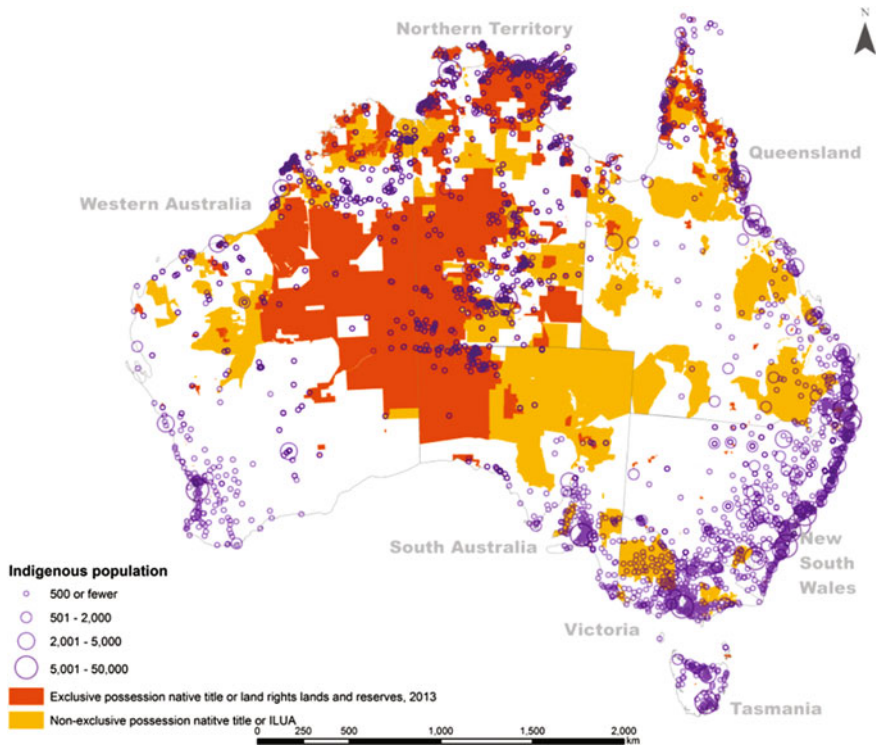 N
Northern Territory
Queensland
Western Australia
South Australia
New
South
Wales
Victoria
Tasmania
Indigenous population
500 or fewer
501 - 2,000
2,001 - 5,000
5,001 - 50,000
Exclusive possession native title or land rights lands and reserves, 2013
Non-exclusive possession natitve title or ILUA
0 250 500 1,000 1,500 2,000
km